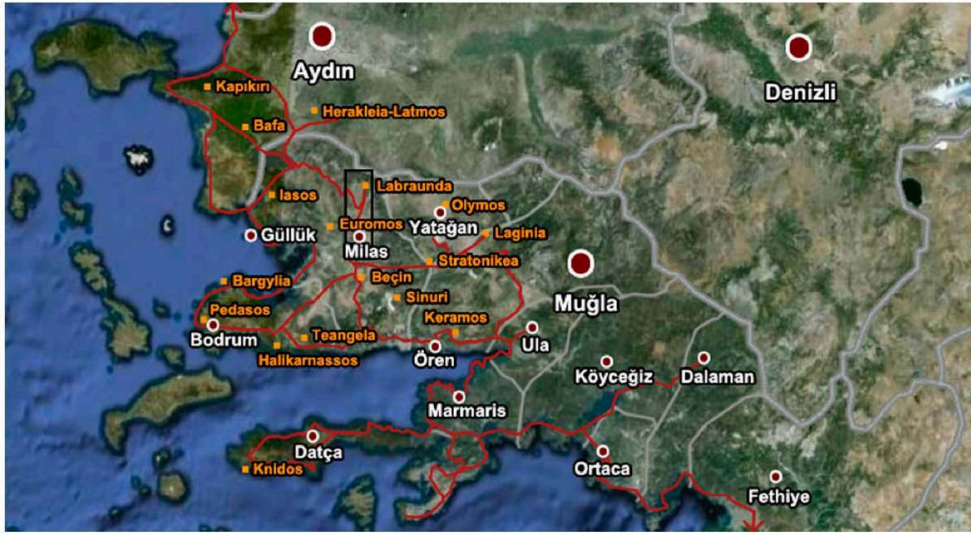 Aydın
Denizli
Kapıkırı
Herakleia-Latmos
Bafa
Labraunda
Iasos
Olymos
Euromos
Yatağan
Güllük
Laginia
Milas
Stratonikea
Beçin
Bargylia
Muğla
Sinuri
Pedasos
Keramos
Bodrum
Teangela
Ula
Halikarnassos
Ören
Köyceğiz
Dalaman
Marmaris
Datça
Knidos
Ortaca
Fethiye